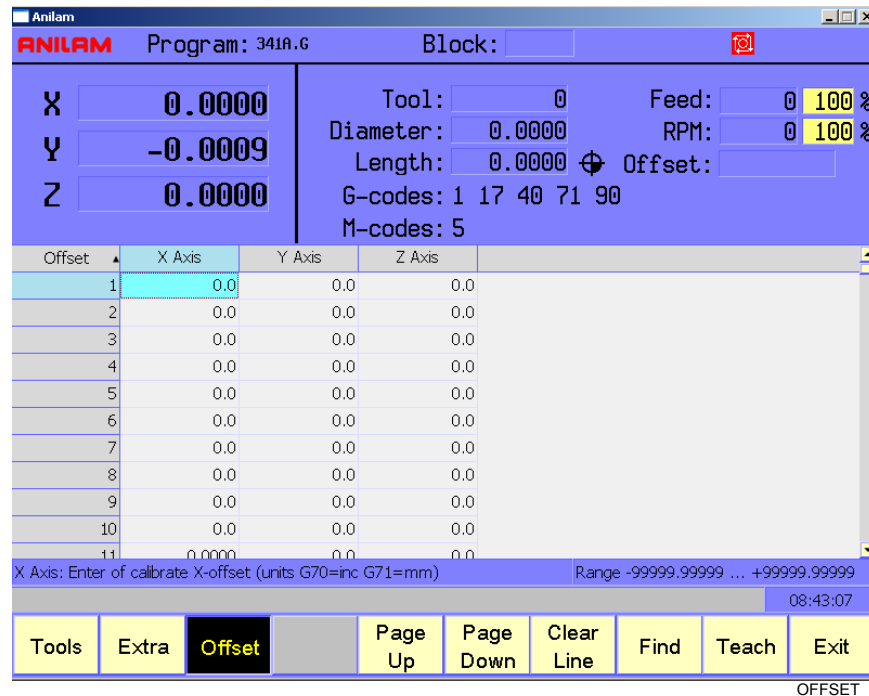 Anilam
ANILAM Program: 341A.G Block:
X 0.0000 Tool: 0 Feed: 0 100 %
Y -0.0009 Diameter: 0.0000 RPM: 0 100 %
Z 0.0000 Length: 0.0000 Offset:
G-codes: 1 17 40 71 90
M-codes: 5
Offset X Axis Y Axis Z Axis
1 0.0 0.0 0.0
2 0.0 0.0 0.0
3 0.0 0.0 0.0
4 0.0 0.0 0.0
5 0.0 0.0 0.0
6 0.0 0.0 0.0
7 0.0 0.0 0.0
8 0.0 0.0 0.0
9 0.0 0.0 0.0
10 0.0 0.0 0.0
11 0.0000 0.0 0.0
X Axis: Enter of calibrate X-offset (units G70=inc G71=mm) Range -99999.99999 ... +99999.99999
08:43:07
Tools Extra Offset Page Up Page Down Clear Line Find Teach Exit
OFFSET